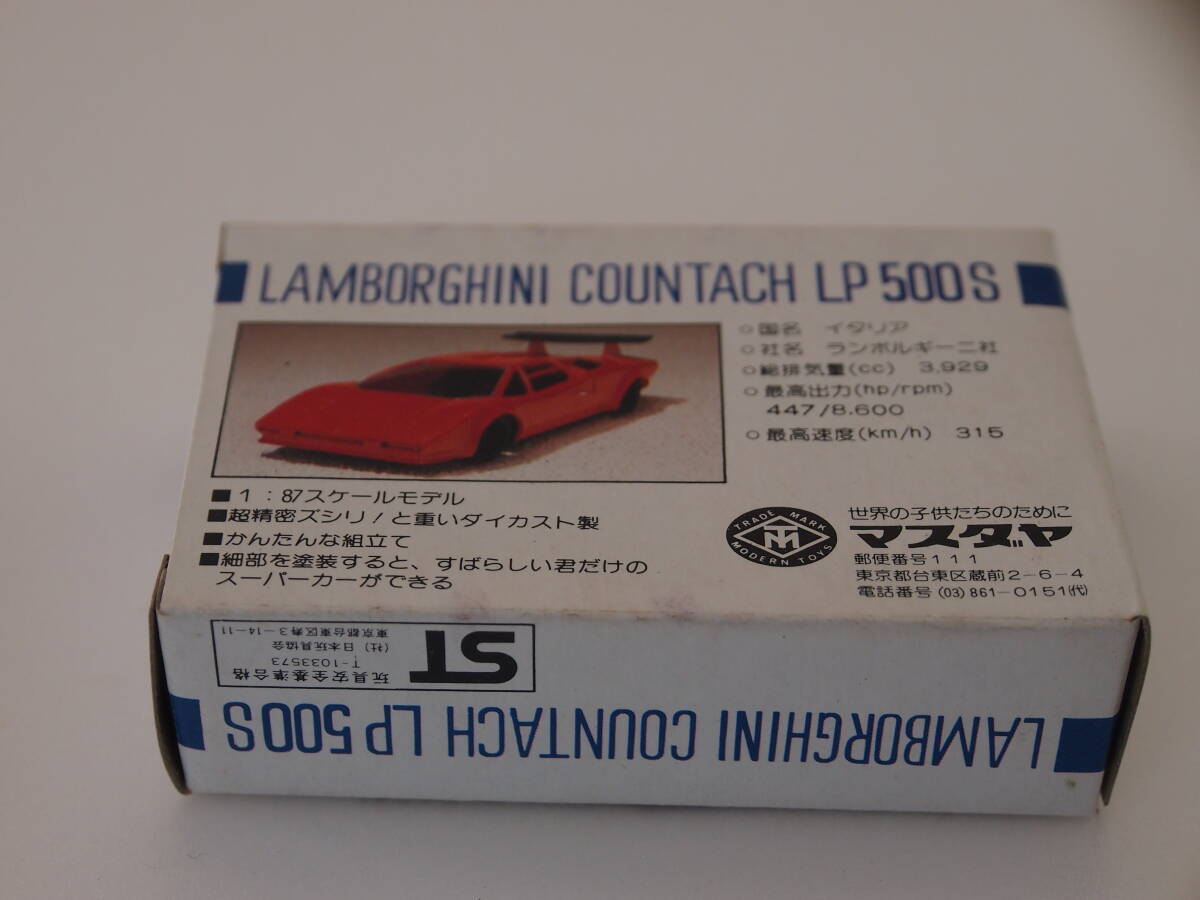 LAMBORGHINI COUNTACH LP500S
○国名 イタリア
○社名 ランボルギーニ社
○総排気量(cc) 3,929
○最高出力(hp/rpm)
447/8.600
○最高速度(km/h) 315
■1:87スケールモデル
■超精密ズシリ!と重いダイカスト製
■かんたんな組立て
■細部を塗装すると、すばらしい君だけの
スーパーカーができる
TRADE MARK
TM
MODERN TOYS
世界の子供たちのために
マスダヤ
郵便番号111
東京都台東区蔵前2-6-4
電話番号(03)861-0151(代)
ST
玩具安全基準合格
T-1033573
(社)日本玩具協会
東京都台東区寿3-14-11
LAMBORGHINI COUNTACH LP500S